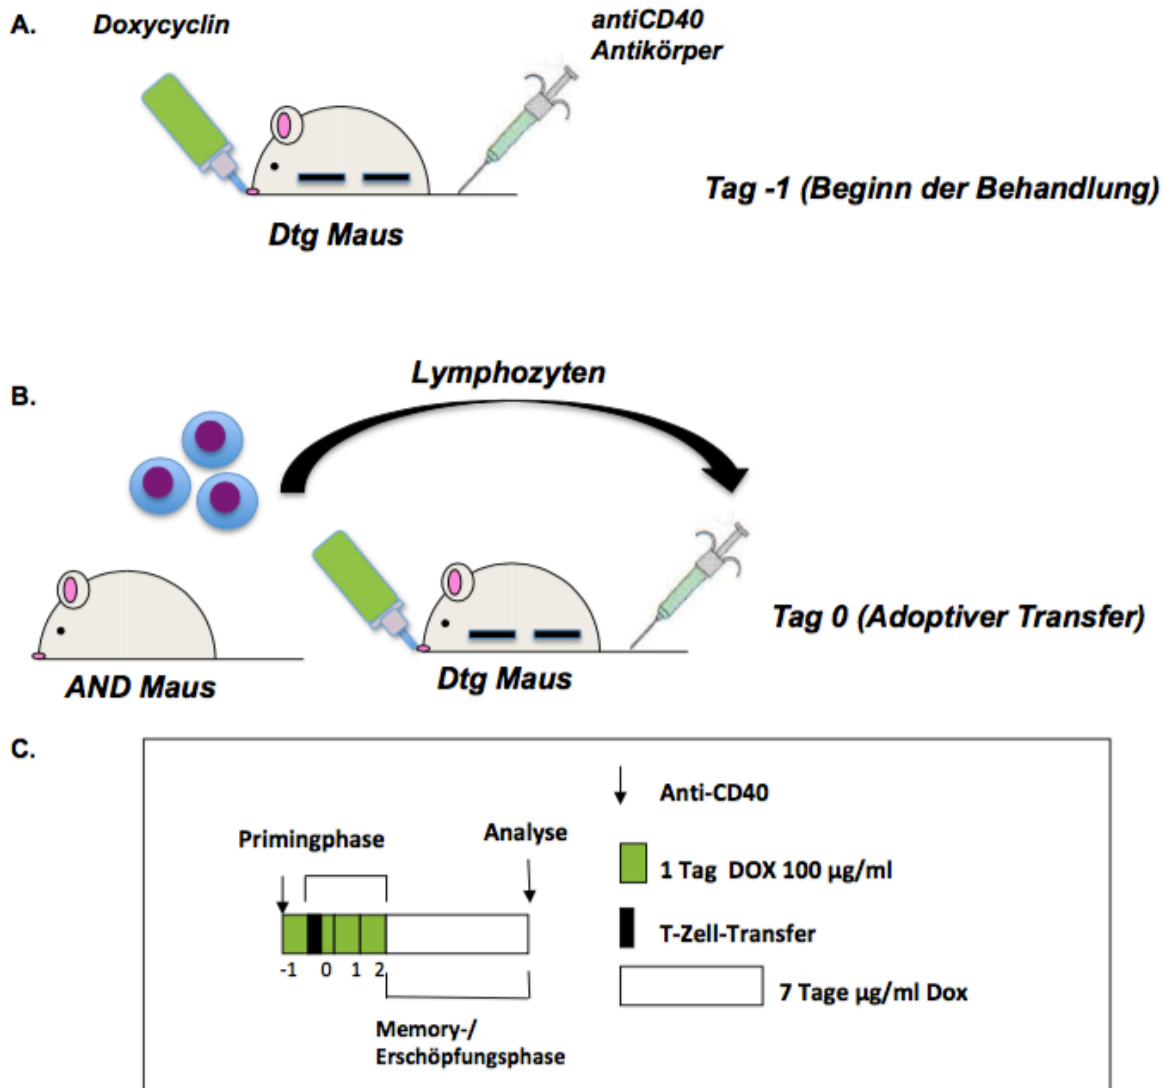 A.
Doxycyclin
antiCD40
Antikörper
Tag -1 (Beginn der Behandlung)
Dtg Maus
B.
Lymphozyten
Tag 0 (Adoptiver Transfer)
AND Maus
Dtg Maus
C.
Primingphase
Analyse
-1 0 1 2
Memory-/
Erschöpfungsphase
Anti-CD40
1 Tag DOX 100 µg/ml
T-Zell-Transfer
7 Tage µg/ml Dox